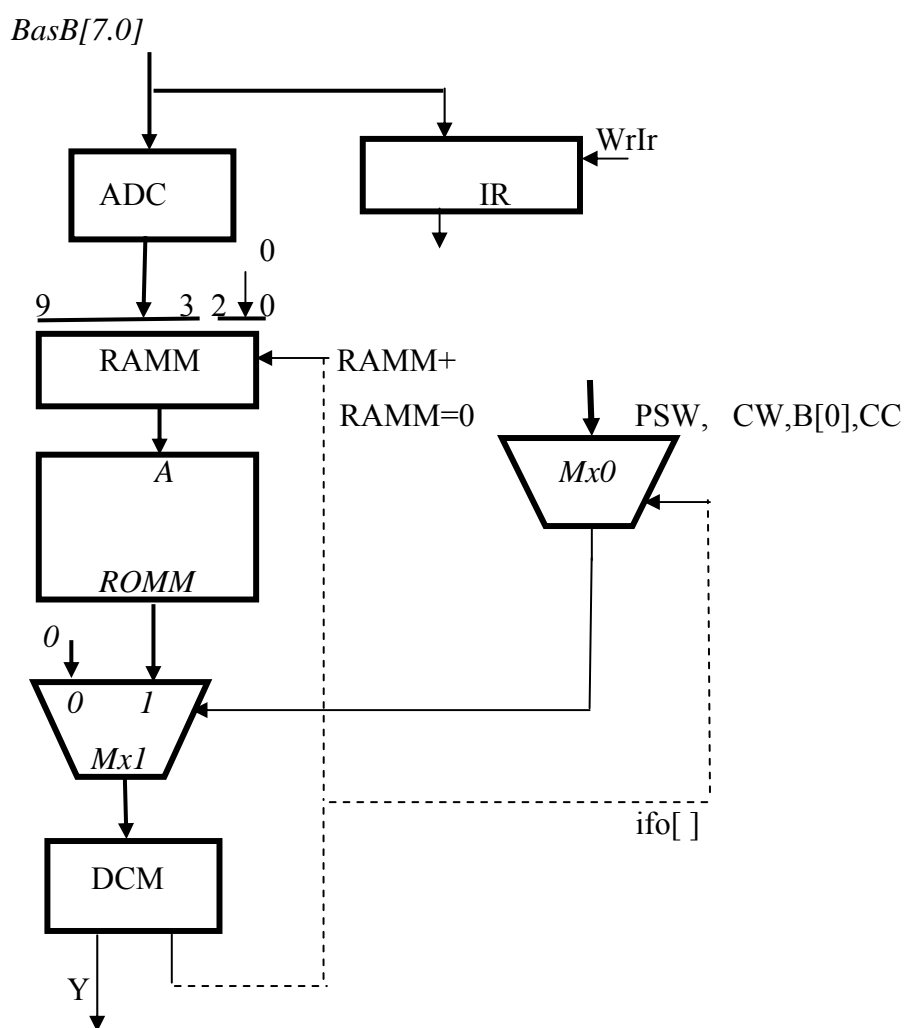 BasB[7.0]
WrIr
ADC
IR
0
9 3 2 0
RAMM RAMM+
RAMM=0 PSW, CW,B[0],CC
A
Mx0
ROMM
0
0 1
Mx1
ifo[ ]
DCM
Y